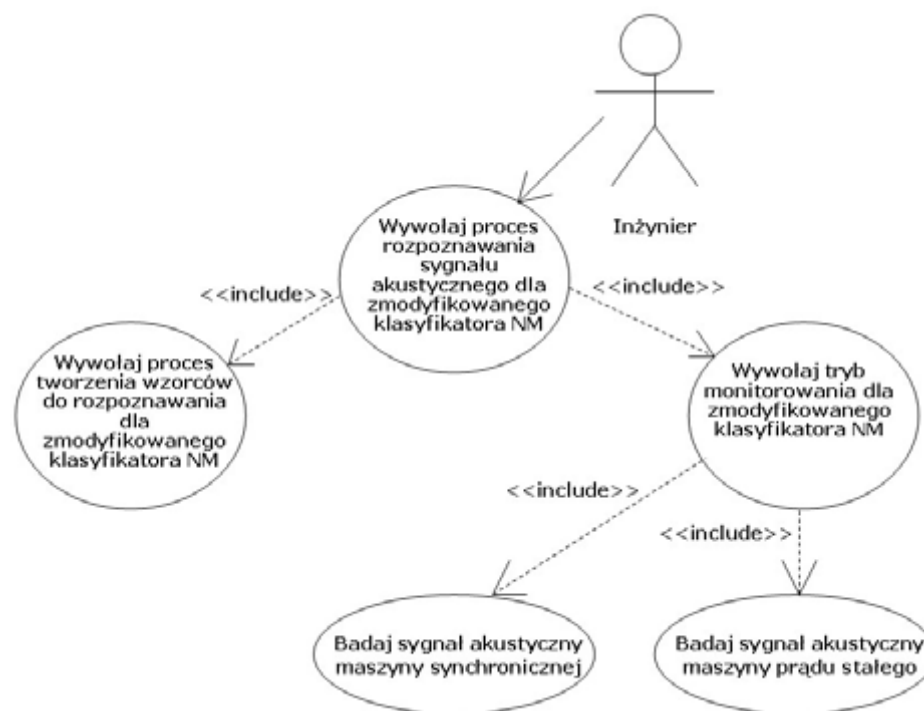 Inżynier
Wywołaj proces
rozpoznawania
sygnału
akustycznego dla
zmodyfikowanego
klasyfikatora NM
<<include>>
<<include>>
Wywołaj proces
tworzenia wzorców
do rozpoznawania
dla
zmodyfikowanego
klasyfikatora NM
Wywołaj tryb
monitorowania dla
zmodyfikowanego
klasyfikatora NM
<<include>>
<<include>>
Badaj sygnał akustyczny
maszyny synchronicznej
Badaj sygnał akustyczny
maszyny prądu stałego